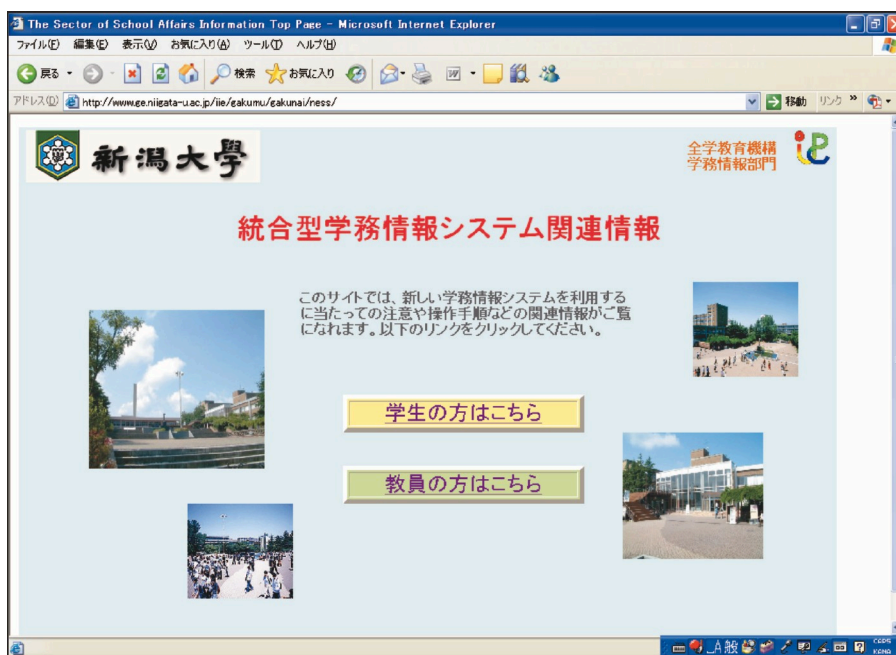 The Sector of School Affairs Information Top Page - Microsoft Internet Explorer
ファイル(F) 編集(E) 表示(V) お気に入り(A) ツール(T) ヘルプ(H)
戻る 検索 お気に入り
アドレス(D) http://www.ge.niigata-u.ac.jp/iie/gakumu/gakunai/ness/ 移動 リンク »
新潟大學
全学教育機構
学務情報部門
統合型学務情報システム関連情報
このサイトでは、新しい学務情報システムを利用する
に当たっての注意や操作手順などの関連情報がご覧
になれます。以下のリンクをクリックしてください。
学生の方はこちら
教員の方はこちら
A 般
CAPS
KANA